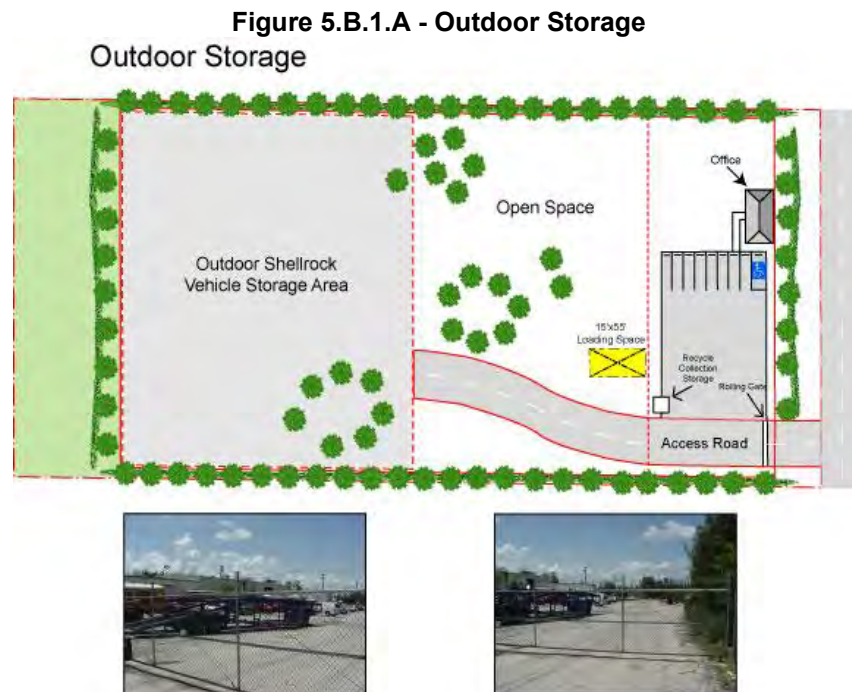 Figure 5.B.1.A - Outdoor Storage
Outdoor Storage
Office
Open Space
Outdoor Shellrock
Vehicle Storage Area
15'x55'
Loading Space
Recycle
Collection
Storage
Rolling Gate
Access Road